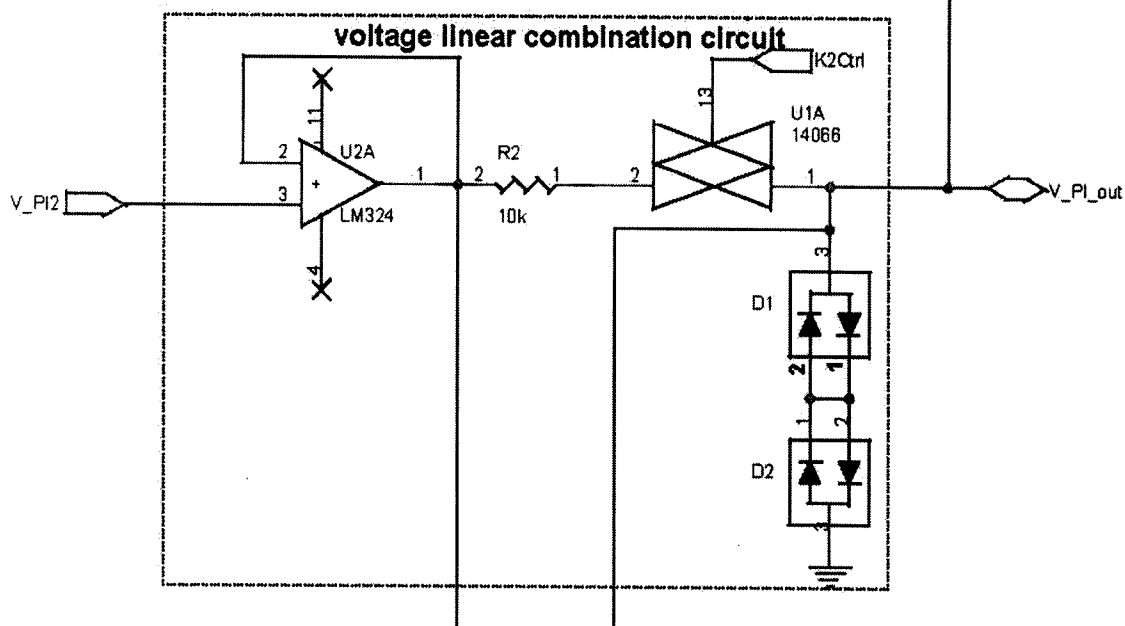 voltage linear combination circuit
K2Ctrl
13
U1A
14066
11
2
U2A
R2
1
2
1
2
1
V_PI2
3
+
LM324
10k
V_PI_out
4
3
D1
2
1
1
2
D2
3